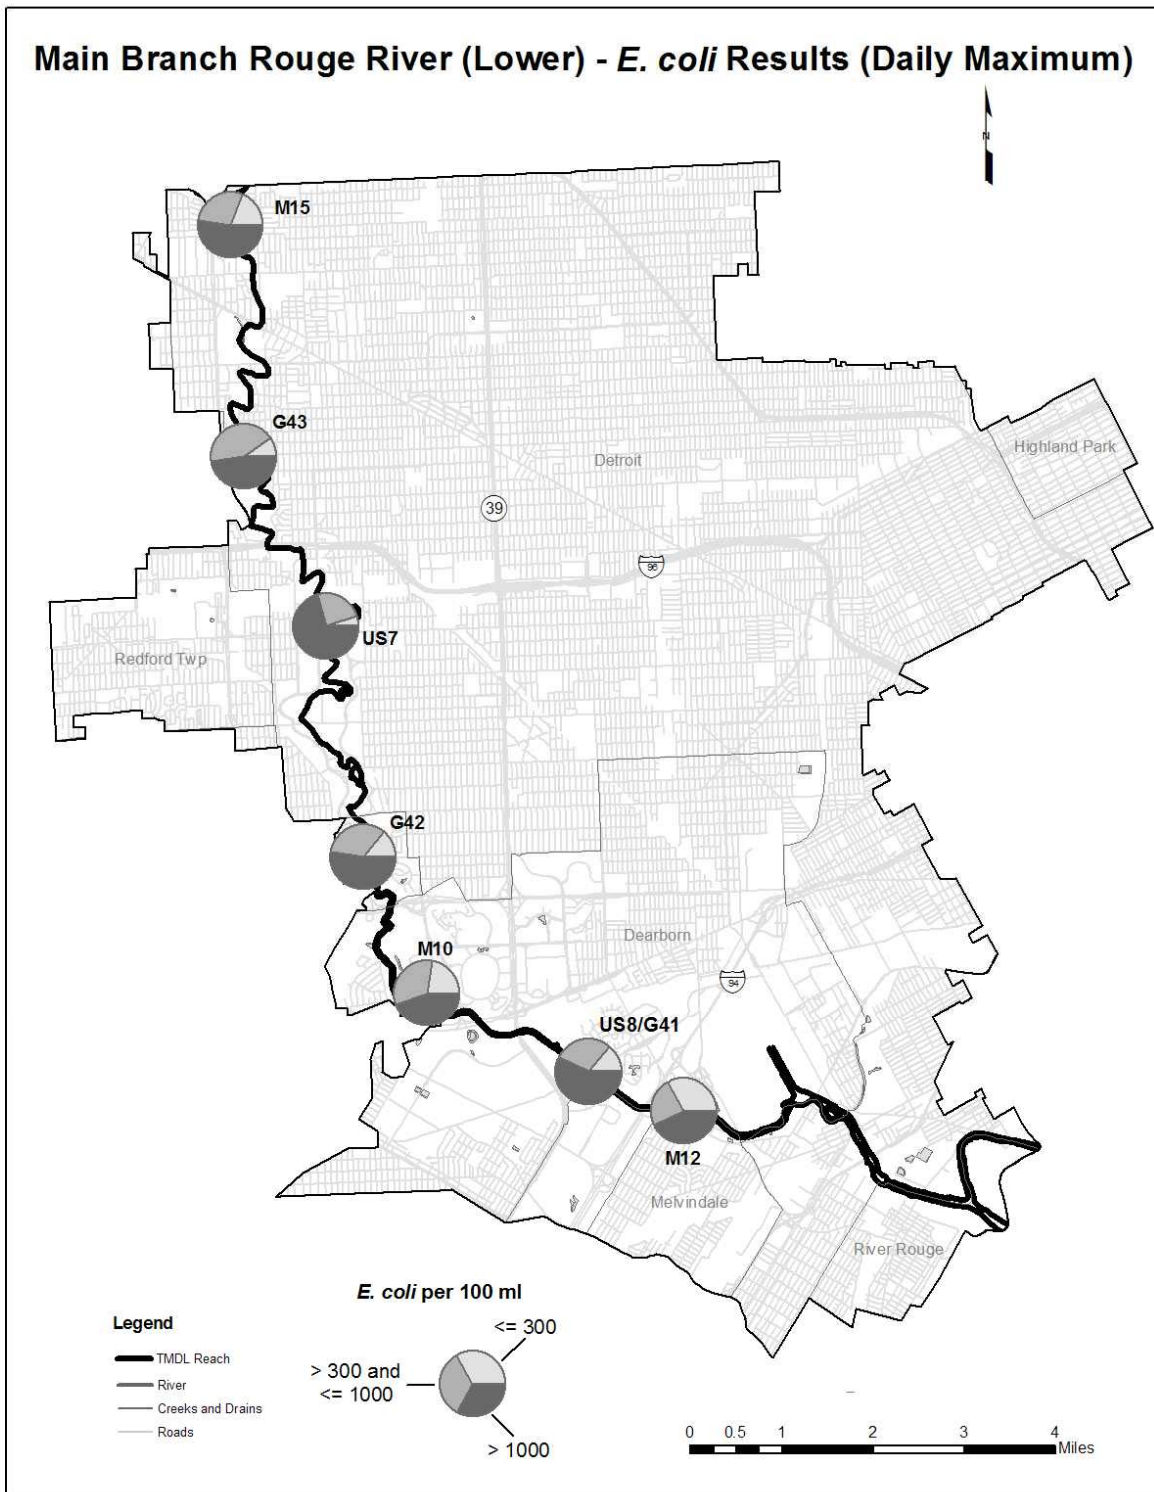 Main Branch Rouge River (Lower) - E. coli Results (Daily Maximum)
N
M15
G43
Detroit
Highland Park
39
96
US7
Redford Twp
G42
Dearborn
M10
94
US8/G41
M12
Melvindale
River Rouge
E. coli per 100 ml
Legend
<= 300
TMDL Reach
> 300 and
<= 1000
River
Creeks and Drains
Roads
> 1000
0 0.5 1 2 3 4
Miles